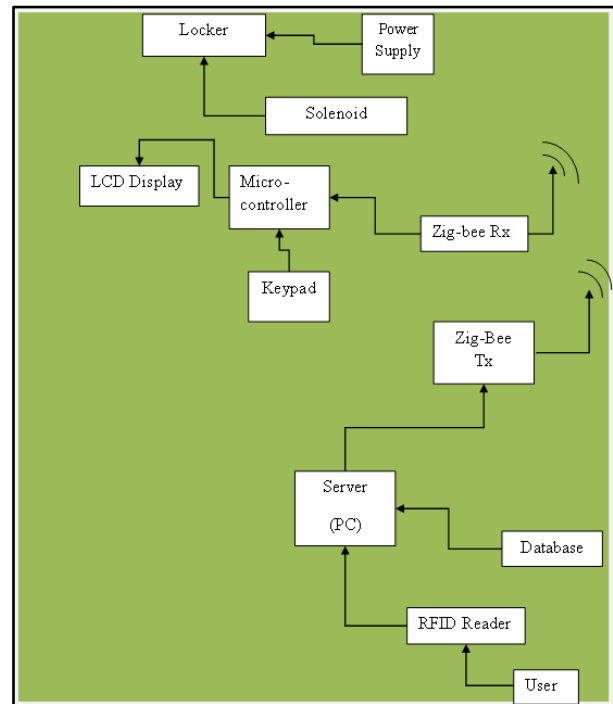 Locker
Power
Supply
Solenoid
LCD Display
Micro-
controller
Zig-bee Rx
Keypad
Zig-Bee
Tx
Server
(PC)
Database
RFID Reader
User